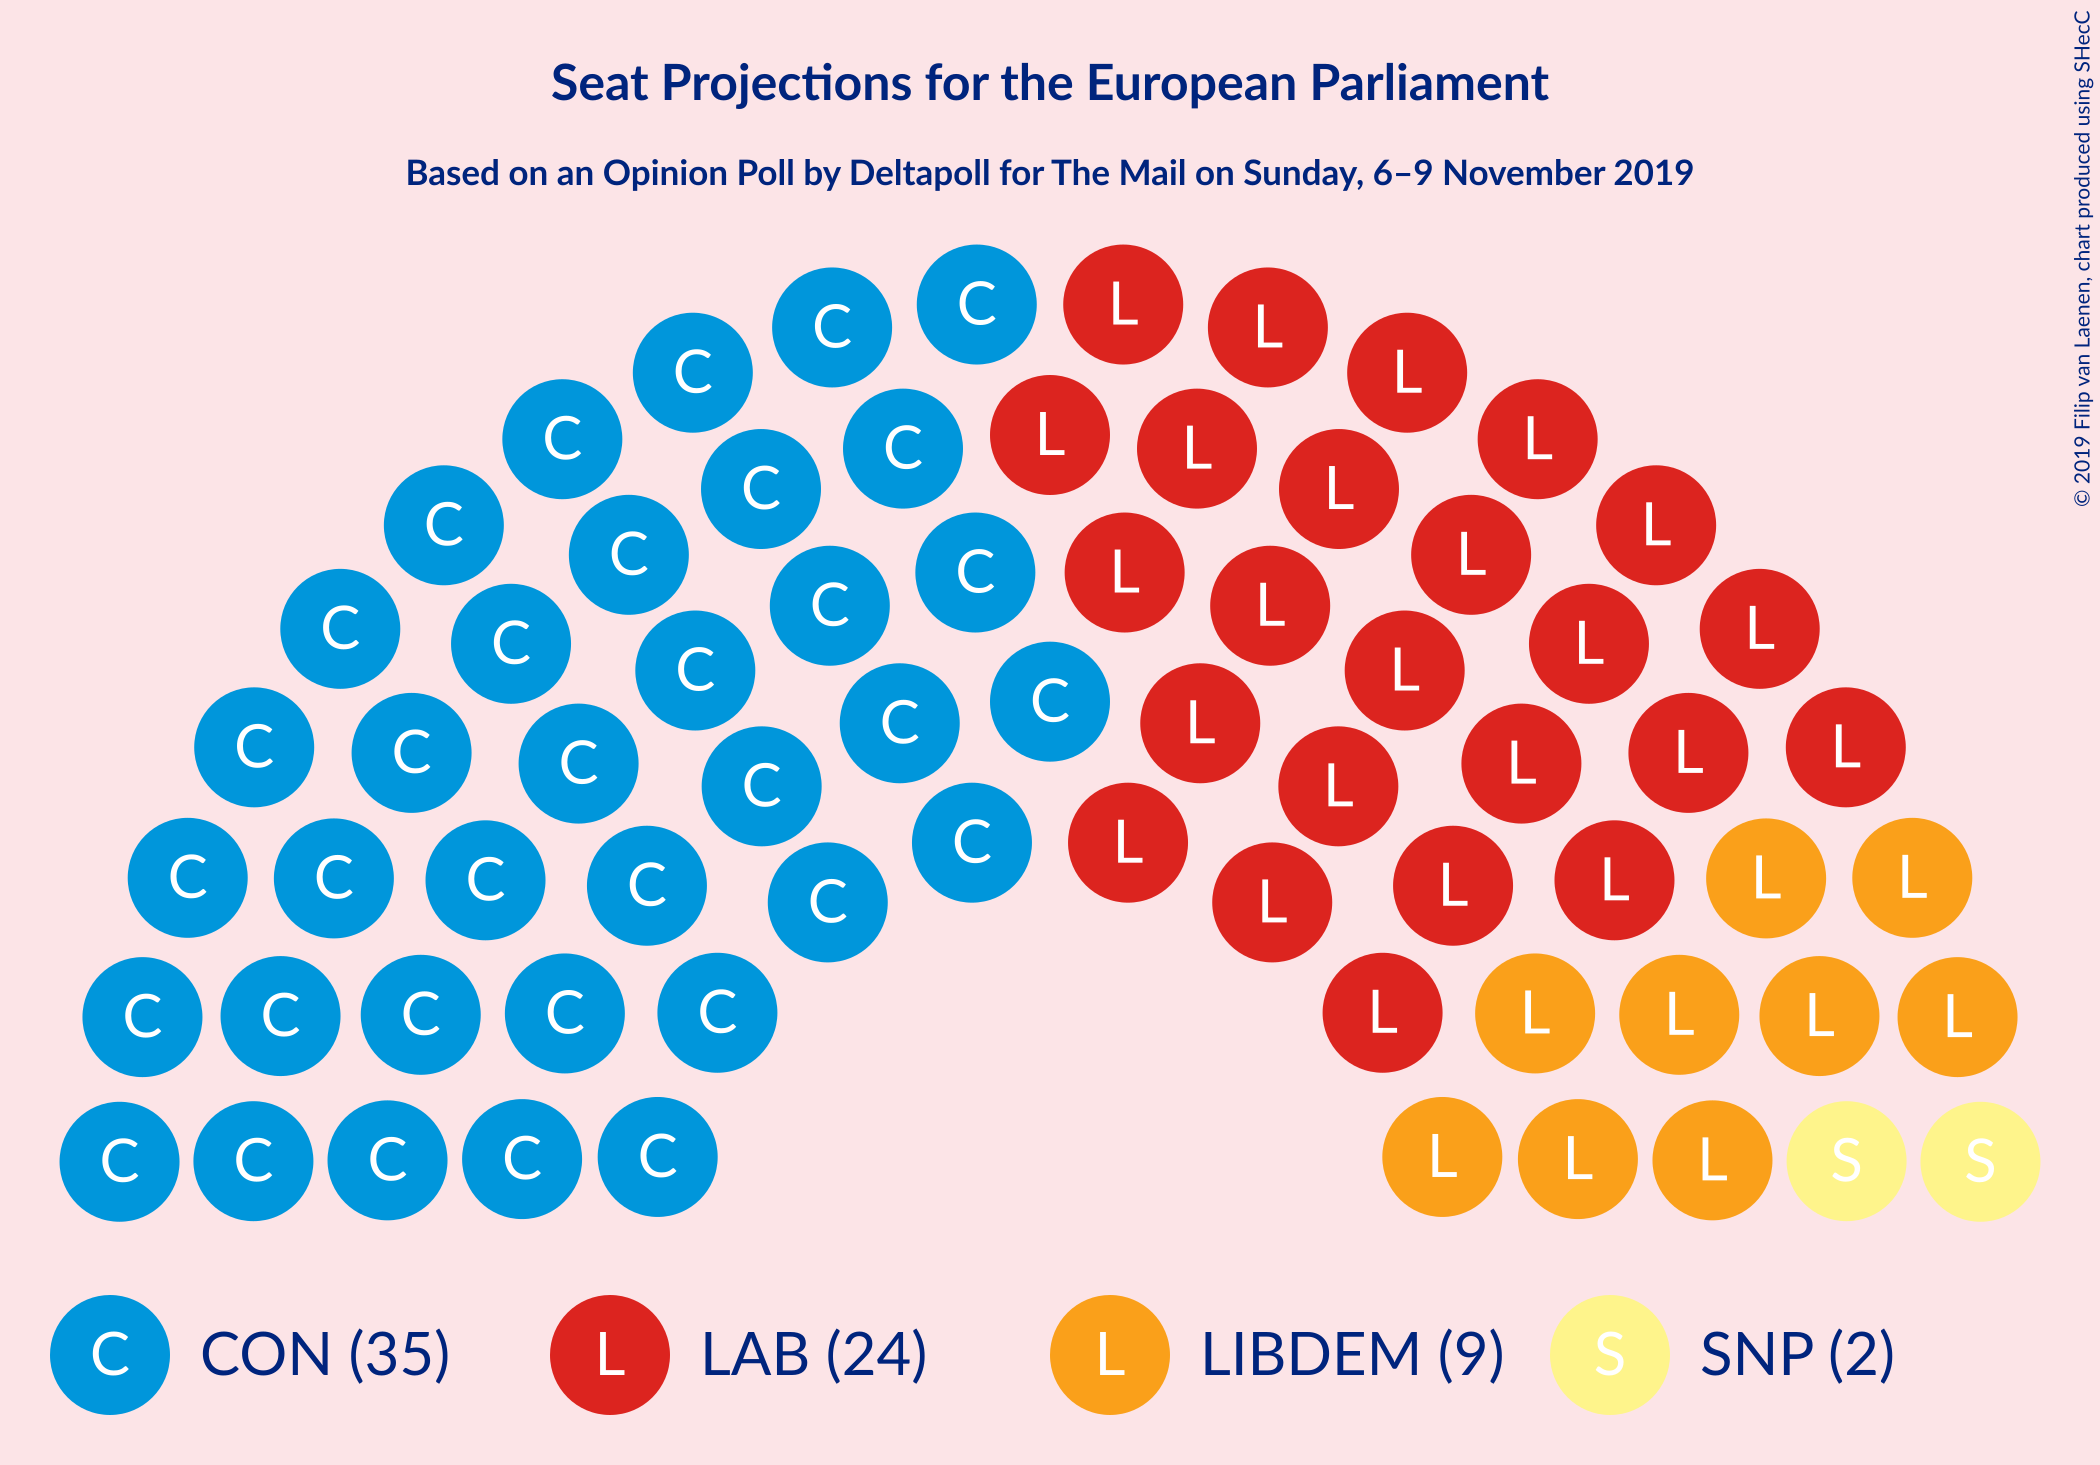 Seat Projections for the European Parliament
Based on an Opinion Poll by Deltapoll for The Mail on Sunday, 6–9 November 2019
© 2019 Filip van Laenen, chart produced using SHecC
C C L L
C C L L
C L L L
C C L L
C C L L
C C L L
C C L L
C C L L
C C L L
C C C L L L
C C L L
C C C L L L
C C C C L L L L
C C L L
C C C C C L L L L L
C C C C C L L L S S
C CON (35) L LAB (24) L LIBDEM (9) S SNP (2)